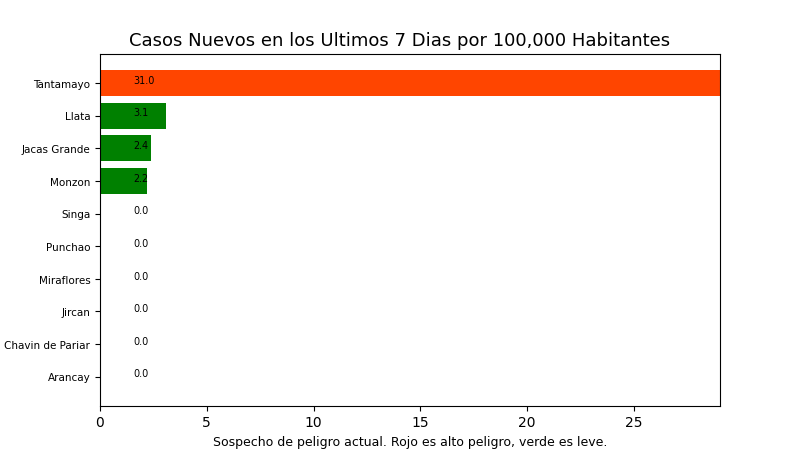 Casos Nuevos en los Ultimos 7 Dias por 100,000 Habitantes
Tantamayo 31.0
Llata 3.1
Jacas Grande 2.4
Monzon 2.2
Singa 0.0
Punchao 0.0
Miraflores 0.0
Jircan 0.0
Chavin de Pariar 0.0
Arancay 0.0
0 5 10 15 20 25
Sospecho de peligro actual. Rojo es alto peligro, verde es leve.